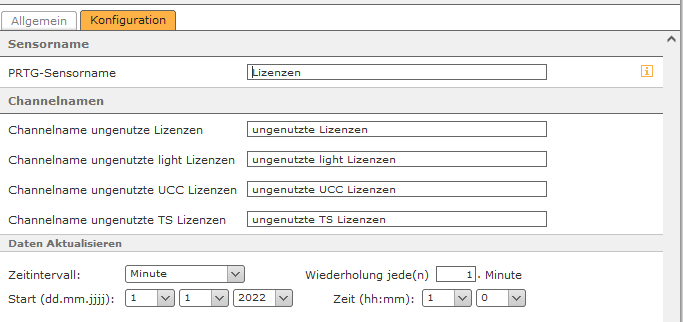 Allgemein Konfiguration
Sensorname
PRTG-Sensorname Lizenzen
Channelnamen
Channelname ungenutze Lizenzen ungenutzte Lizenzen
Channelname ungenutzte light Lizenzen ungenutzte light Lizenzen
Channelname ungenutzte UCC Lizenzen ungenutzte UCC Lizenzen
Channelname ungenutzte TS Lizenzen ungenutzte TS Lizenzen
Daten Aktualisieren
Zeitintervall: Minute Wiederholung jede(n) 1 . Minute
Start (dd.mm.jjjj): 1 1 2022 Zeit (hh:mm): 1 0